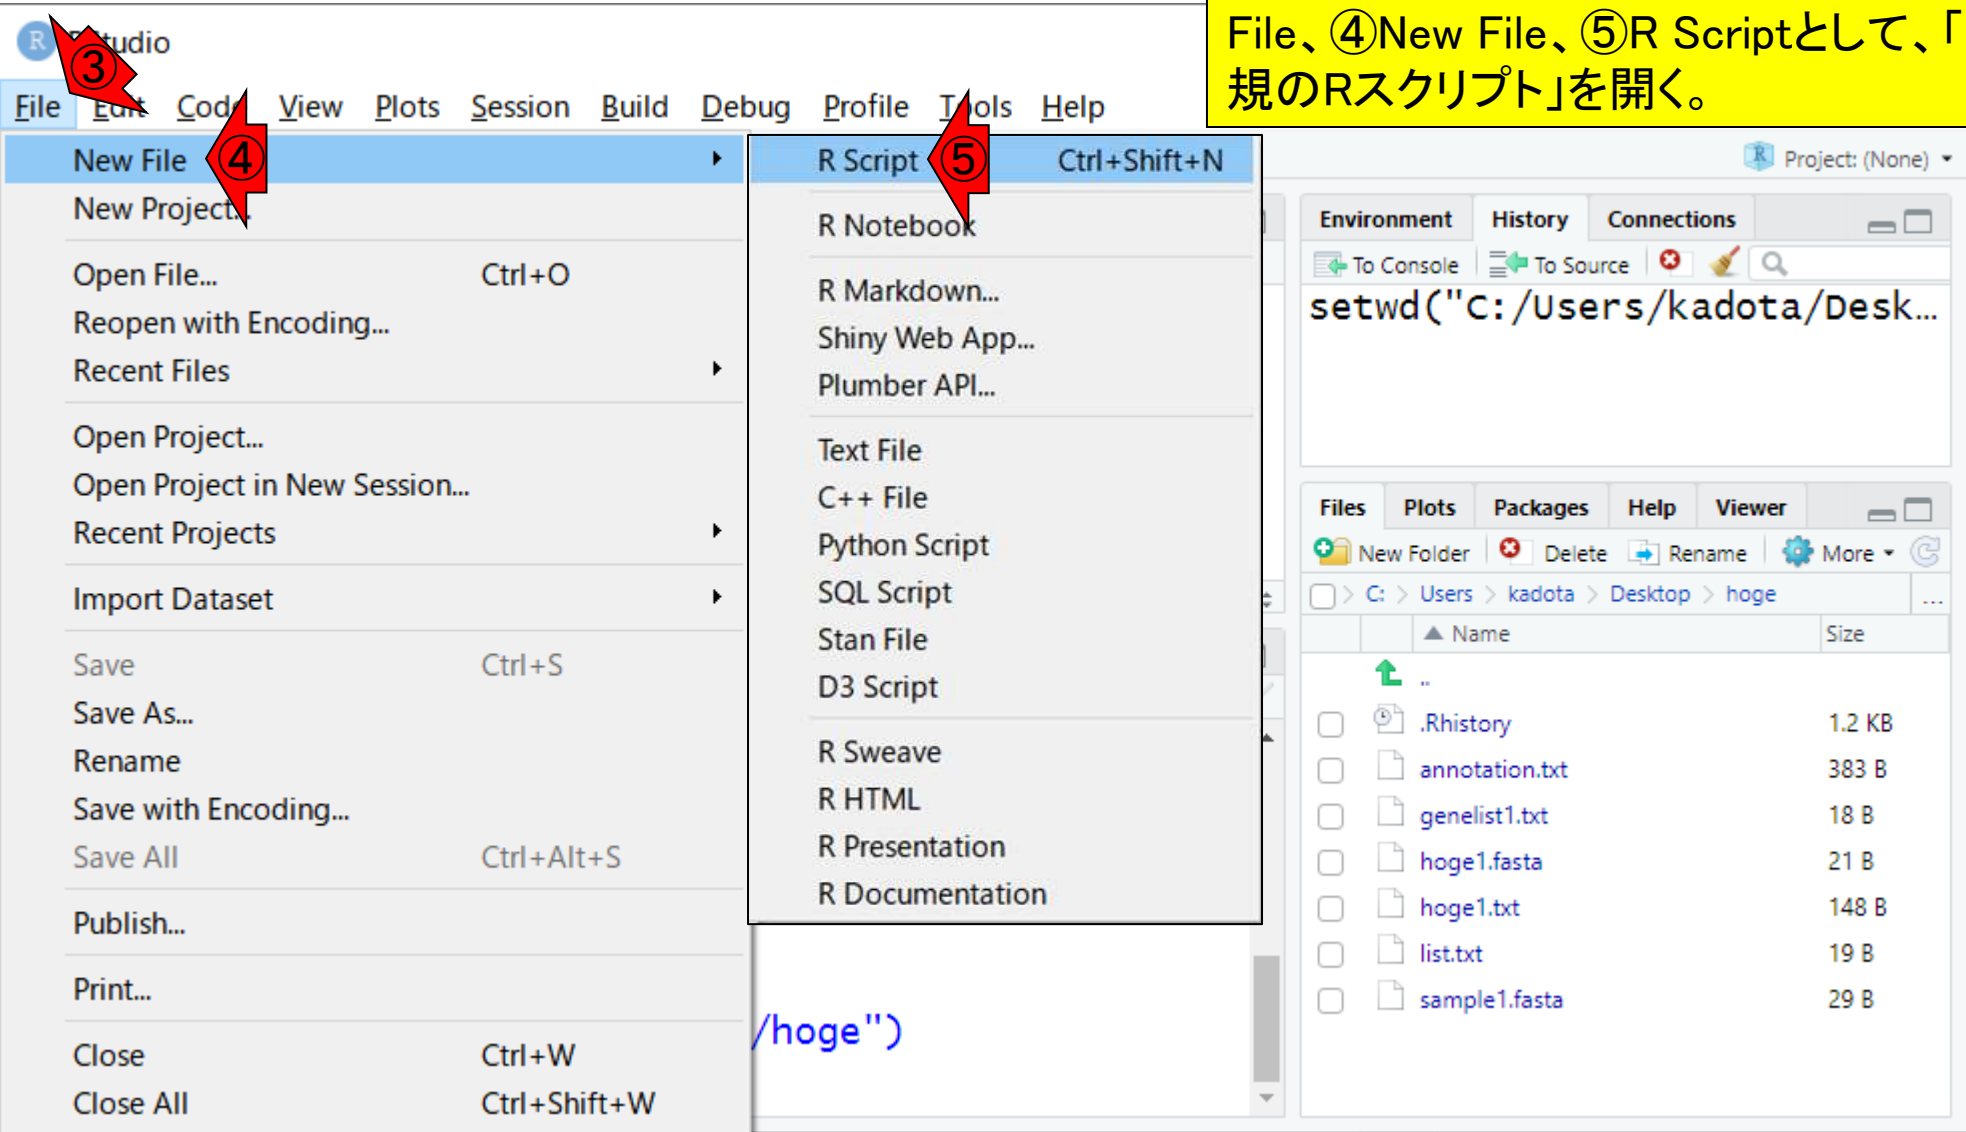 File、④New File、⑤R Scriptとして、「
規のRスクリプト」を開く。
R
Studio
③
File Edit Code View Plots Session Build Debug Profile Tools Help
New File ④
New Project...
Open File... Ctrl+O
Reopen with Encoding...
Recent Files
Open Project...
Open Project in New Session...
Recent Projects
Import Dataset
Save Ctrl+S
Save As...
Rename
Save with Encoding...
Save All Ctrl+Alt+S
Publish...
Print...
Close Ctrl+W
Close All Ctrl+Shift+W
R Script ⑤ Ctrl+Shift+N
R Notebook
R Markdown...
Shiny Web App...
Plumber API...
Text File
C++ File
Python Script
SQL Script
Stan File
D3 Script
R Sweave
R HTML
R Presentation
R Documentation
/hoge")
R Project: (None)
Environment History Connections
To Console To Source
setwd("C:/Users/kadota/Desk...
Files Plots Packages Help Viewer
New Folder Delete Rename More
C: > Users > kadota > Desktop > hoge ...
Name Size
..
.Rhistory 1.2 KB
annotation.txt 383 B
genelist1.txt 18 B
hoge1.fasta 21 B
hoge1.txt 148 B
list.txt 19 B
sample1.fasta 29 B